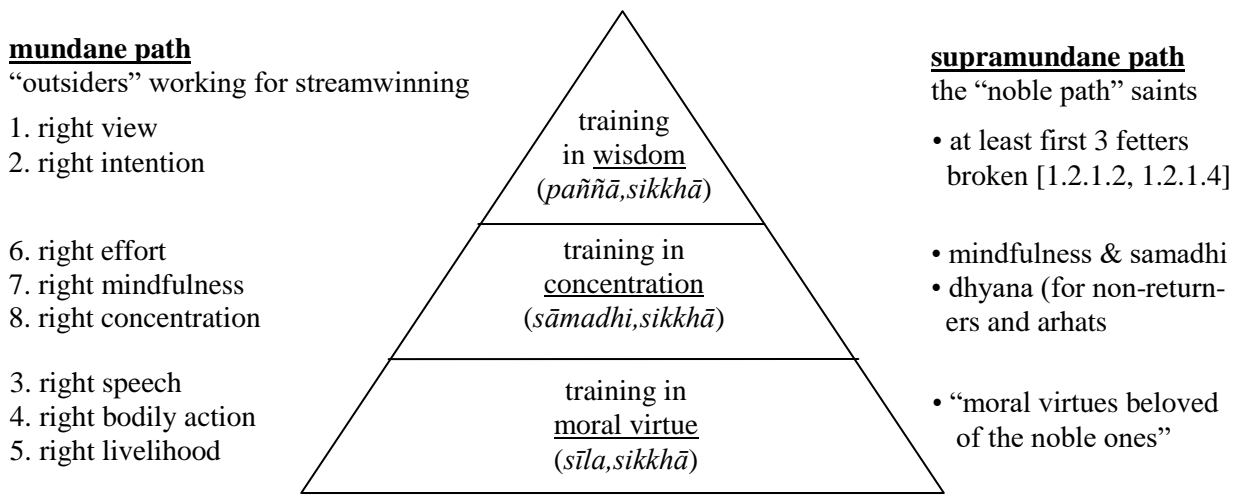 mundane path
“outsiders” working for streamwinning
1. right view
2. right intention
6. right effort
7. right mindfulness
8. right concentration
3. right speech
4. right bodily action
5. right livelihood
training
in wisdom
(paññā,sikkhā)
training in
concentration
(sāmadhi,sikkhā)
training in
moral virtue
(sīla,sikkhā)
supramundane path
the “noble path” saints
• at least first 3 fetters
broken [1.2.1.2, 1.2.1.4]
• mindfulness & samadhi
• dhyana (for non-return-
ers and arhats
• “moral virtues beloved
of the noble ones”